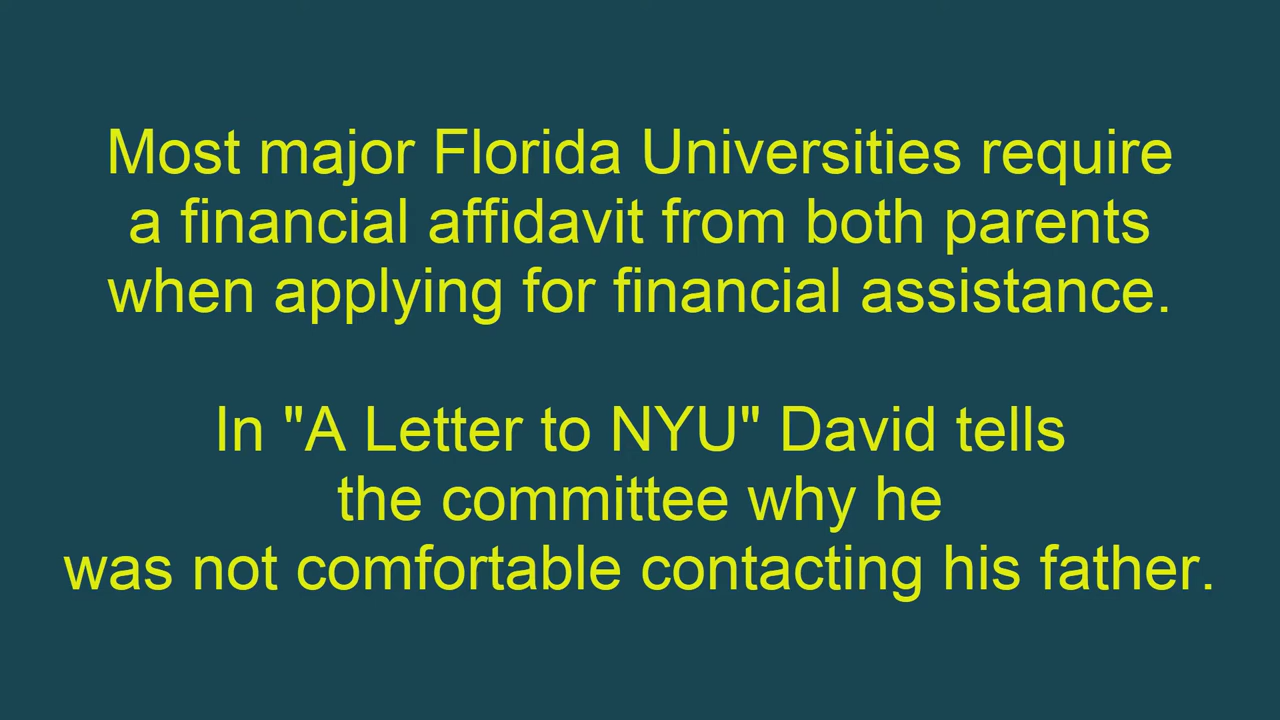 Most major Florida Universities require
a financial affidavit from both parents
when applying for financial assistance.
In "A Letter to NYU" David tells
the committee why he
was not comfortable contacting his father.